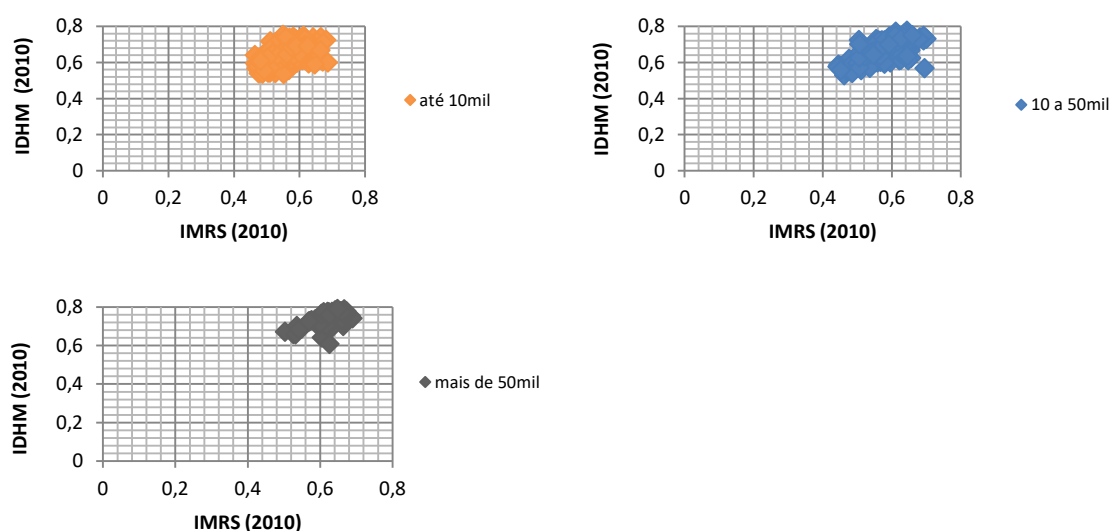 IDHM (2010)
0,8
0,6
0,4
0,2
0
0 0,2 0,4 0,6 0,8
IMRS (2010)
até 10mil
IDHM (2010)
0,8
0,6
0,4
0,2
0
0 0,2 0,4 0,6 0,8
IMRS (2010)
10 a 50mil
IDHM (2010)
0,8
0,6
0,4
0,2
0
0 0,2 0,4 0,6 0,8
IMRS (2010)
mais de 50mil